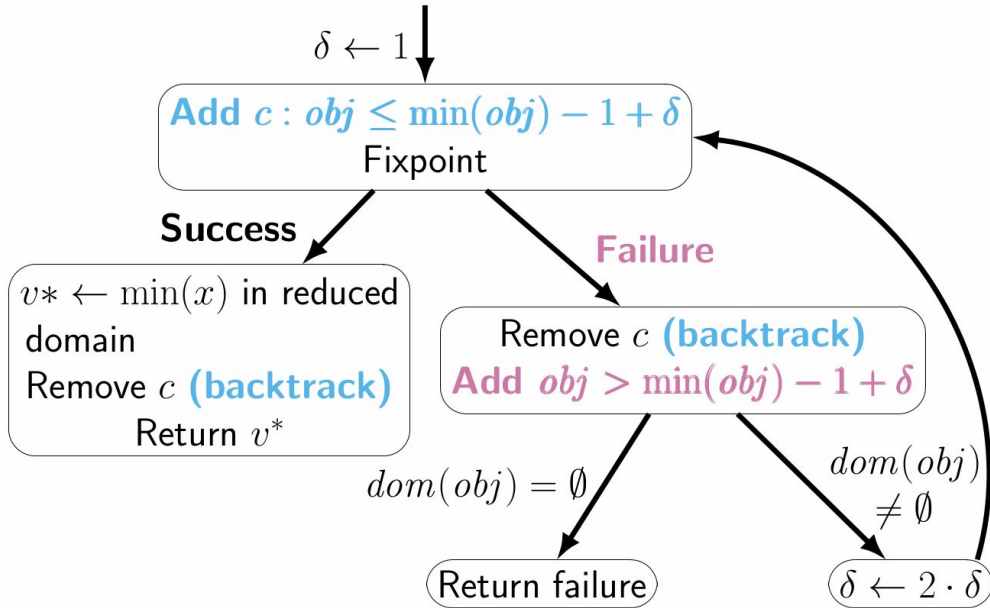 δ ← 1
Add c : obj ≤ min(obj) − 1 + δ
Fixpoint
Success
Failure
v∗ ← min(x) in reduced
domain
Remove c (backtrack)
Return v*
Remove c (backtrack)
Add obj > min(obj) − 1 + δ
dom(obj) = ∅
dom(obj)
≠ ∅
Return failure
δ ← 2 · δ